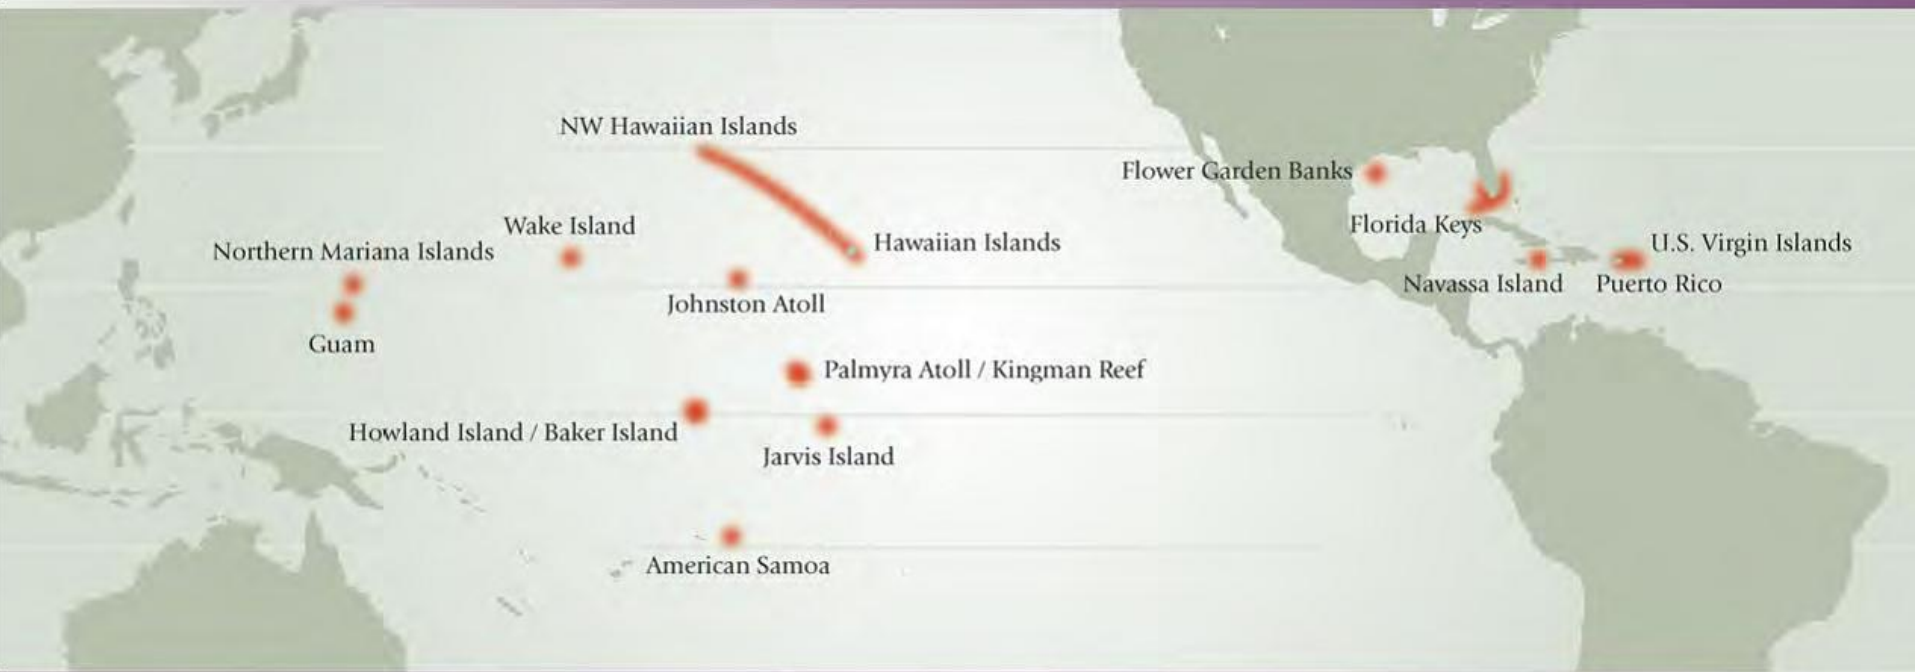 NW Hawaiian Islands
Flower Garden Banks
Wake Island
Florida Keys
Northern Mariana Islands
Hawaiian Islands
U.S. Virgin Islands
Johnston Atoll
Navassa Island
Puerto Rico
Guam
Palmyra Atoll / Kingman Reef
Howland Island / Baker Island
Jarvis Island
American Samoa